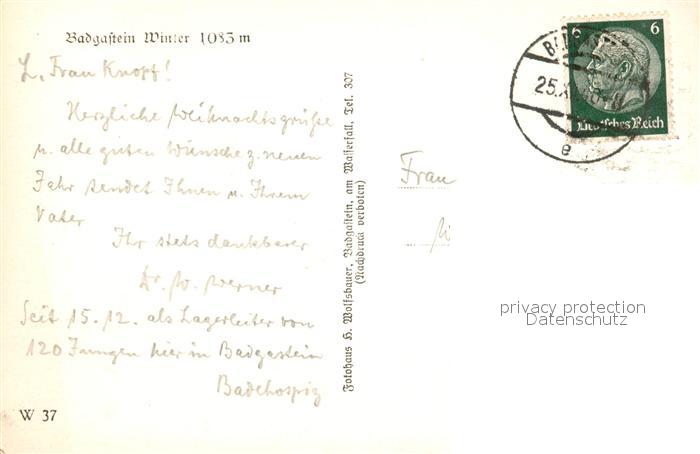 Badgastein Winter 1083 m
L. Frau Knopf!
Herzliche Weihnachtsgrüße
u. alle guten Wünsche z. neuen
Jahr sendet Ihnen u. Ihrem
Vater
Ihr stets dankbarer
Dr. W. Werner
Seit 15.12. als Lagerleiter von
120 Jungen hier in Badgastein
Badehospiz
W 37
Fotohaus H. Wolfsbauer, Badgastein, am Wasserfall, Tel. 307
(Nachdruck verboten)
6 6
Deutsches Reich
25.X
e
Frau
privacy protection
Datenschutz